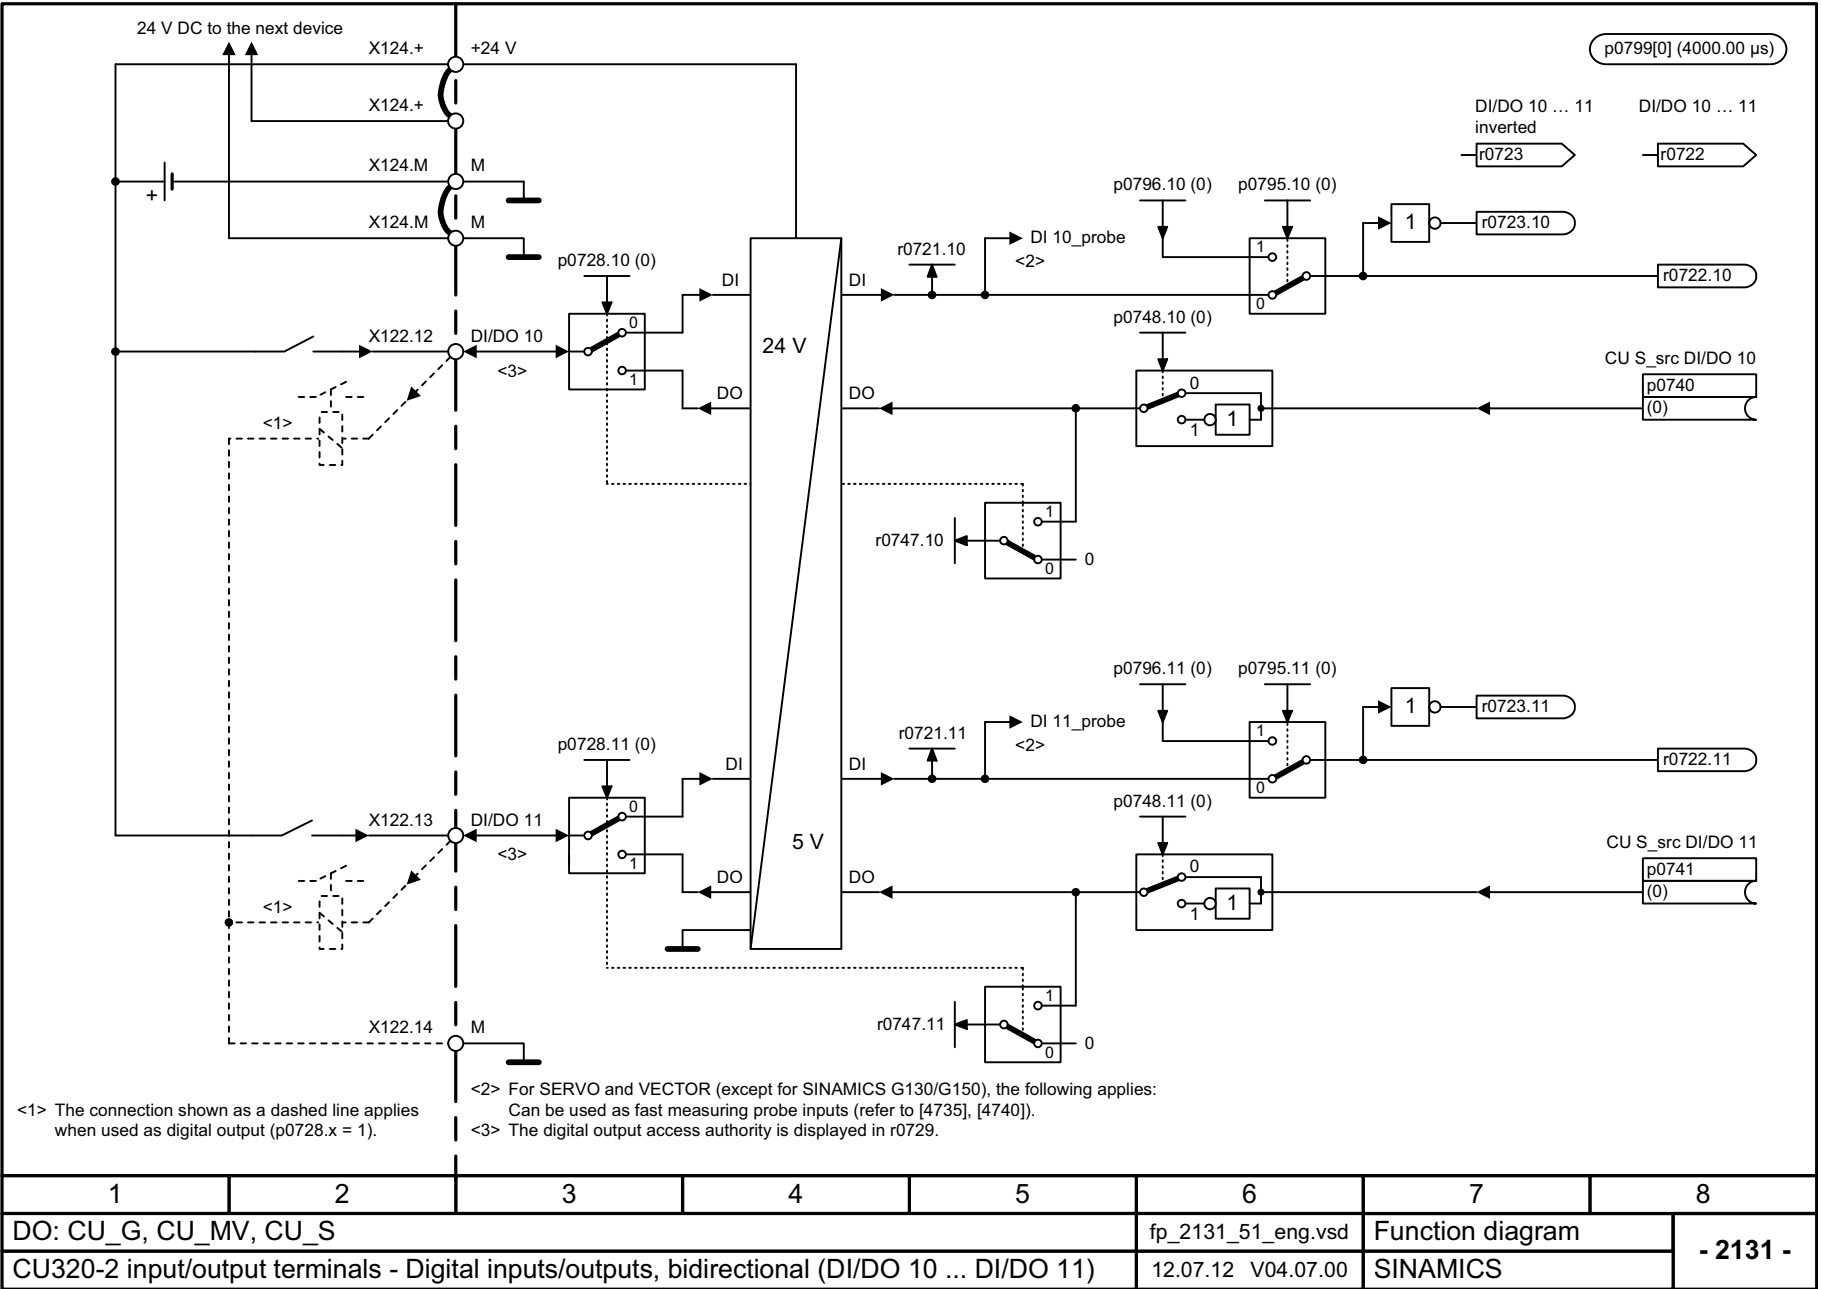 24 V DC to the next device
X124.+
+24 V
p0799[0] (4000.00 µs)
X124.+
DI/DO 10 … 11
inverted
DI/DO 10 … 11
r0723
r0722
X124.M
M
+
X124.M
M
p0796.10 (0)
p0795.10 (0)
1
r0723.10
p0728.10 (0)
DI
DI
r0721.10
DI 10_probe
<2>
1
0
r0722.10
X122.12
DI/DO 10
<3>
0
1
24 V
p0748.10 (0)
CU S_src DI/DO 10
p0740
(0)
DO
DO
0
1
1
<1>
r0747.10
1
0
0
p0796.11 (0)
p0795.11 (0)
1
r0723.11
p0728.11 (0)
DI
DI
r0721.11
DI 11_probe
<2>
1
0
r0722.11
X122.13
DI/DO 11
<3>
0
1
5 V
p0748.11 (0)
CU S_src DI/DO 11
p0741
(0)
DO
DO
0
1
1
<1>
r0747.11
1
0
0
X122.14
M
<1> The connection shown as a dashed line applies
when used as digital output (p0728.x = 1).
<2> For SERVO and VECTOR (except for SINAMICS G130/G150), the following applies:
Can be used as fast measuring probe inputs (refer to [4735], [4740]).
<3> The digital output access authority is displayed in r0729.
1
2
3
4
5
6
7
8
DO: CU_G, CU_MV, CU_S
fp_2131_51_eng.vsd
Function diagram
- 2131 -
CU320-2 input/output terminals - Digital inputs/outputs, bidirectional (DI/DO 10 ... DI/DO 11)
12.07.12 V04.07.00
SINAMICS